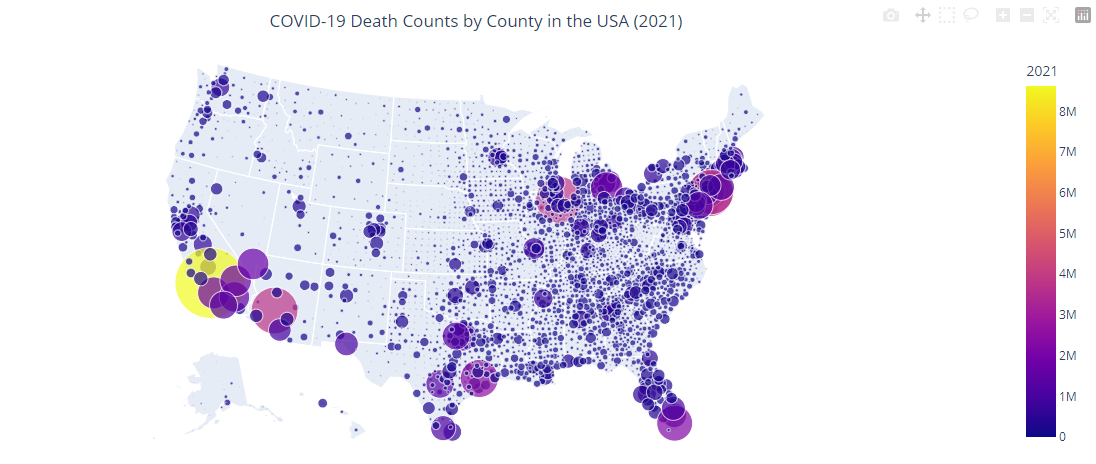 COVID-19 Death Counts by County in the USA (2021)
2021
8M
7M
6M
5M
4M
3M
2M
1M
0